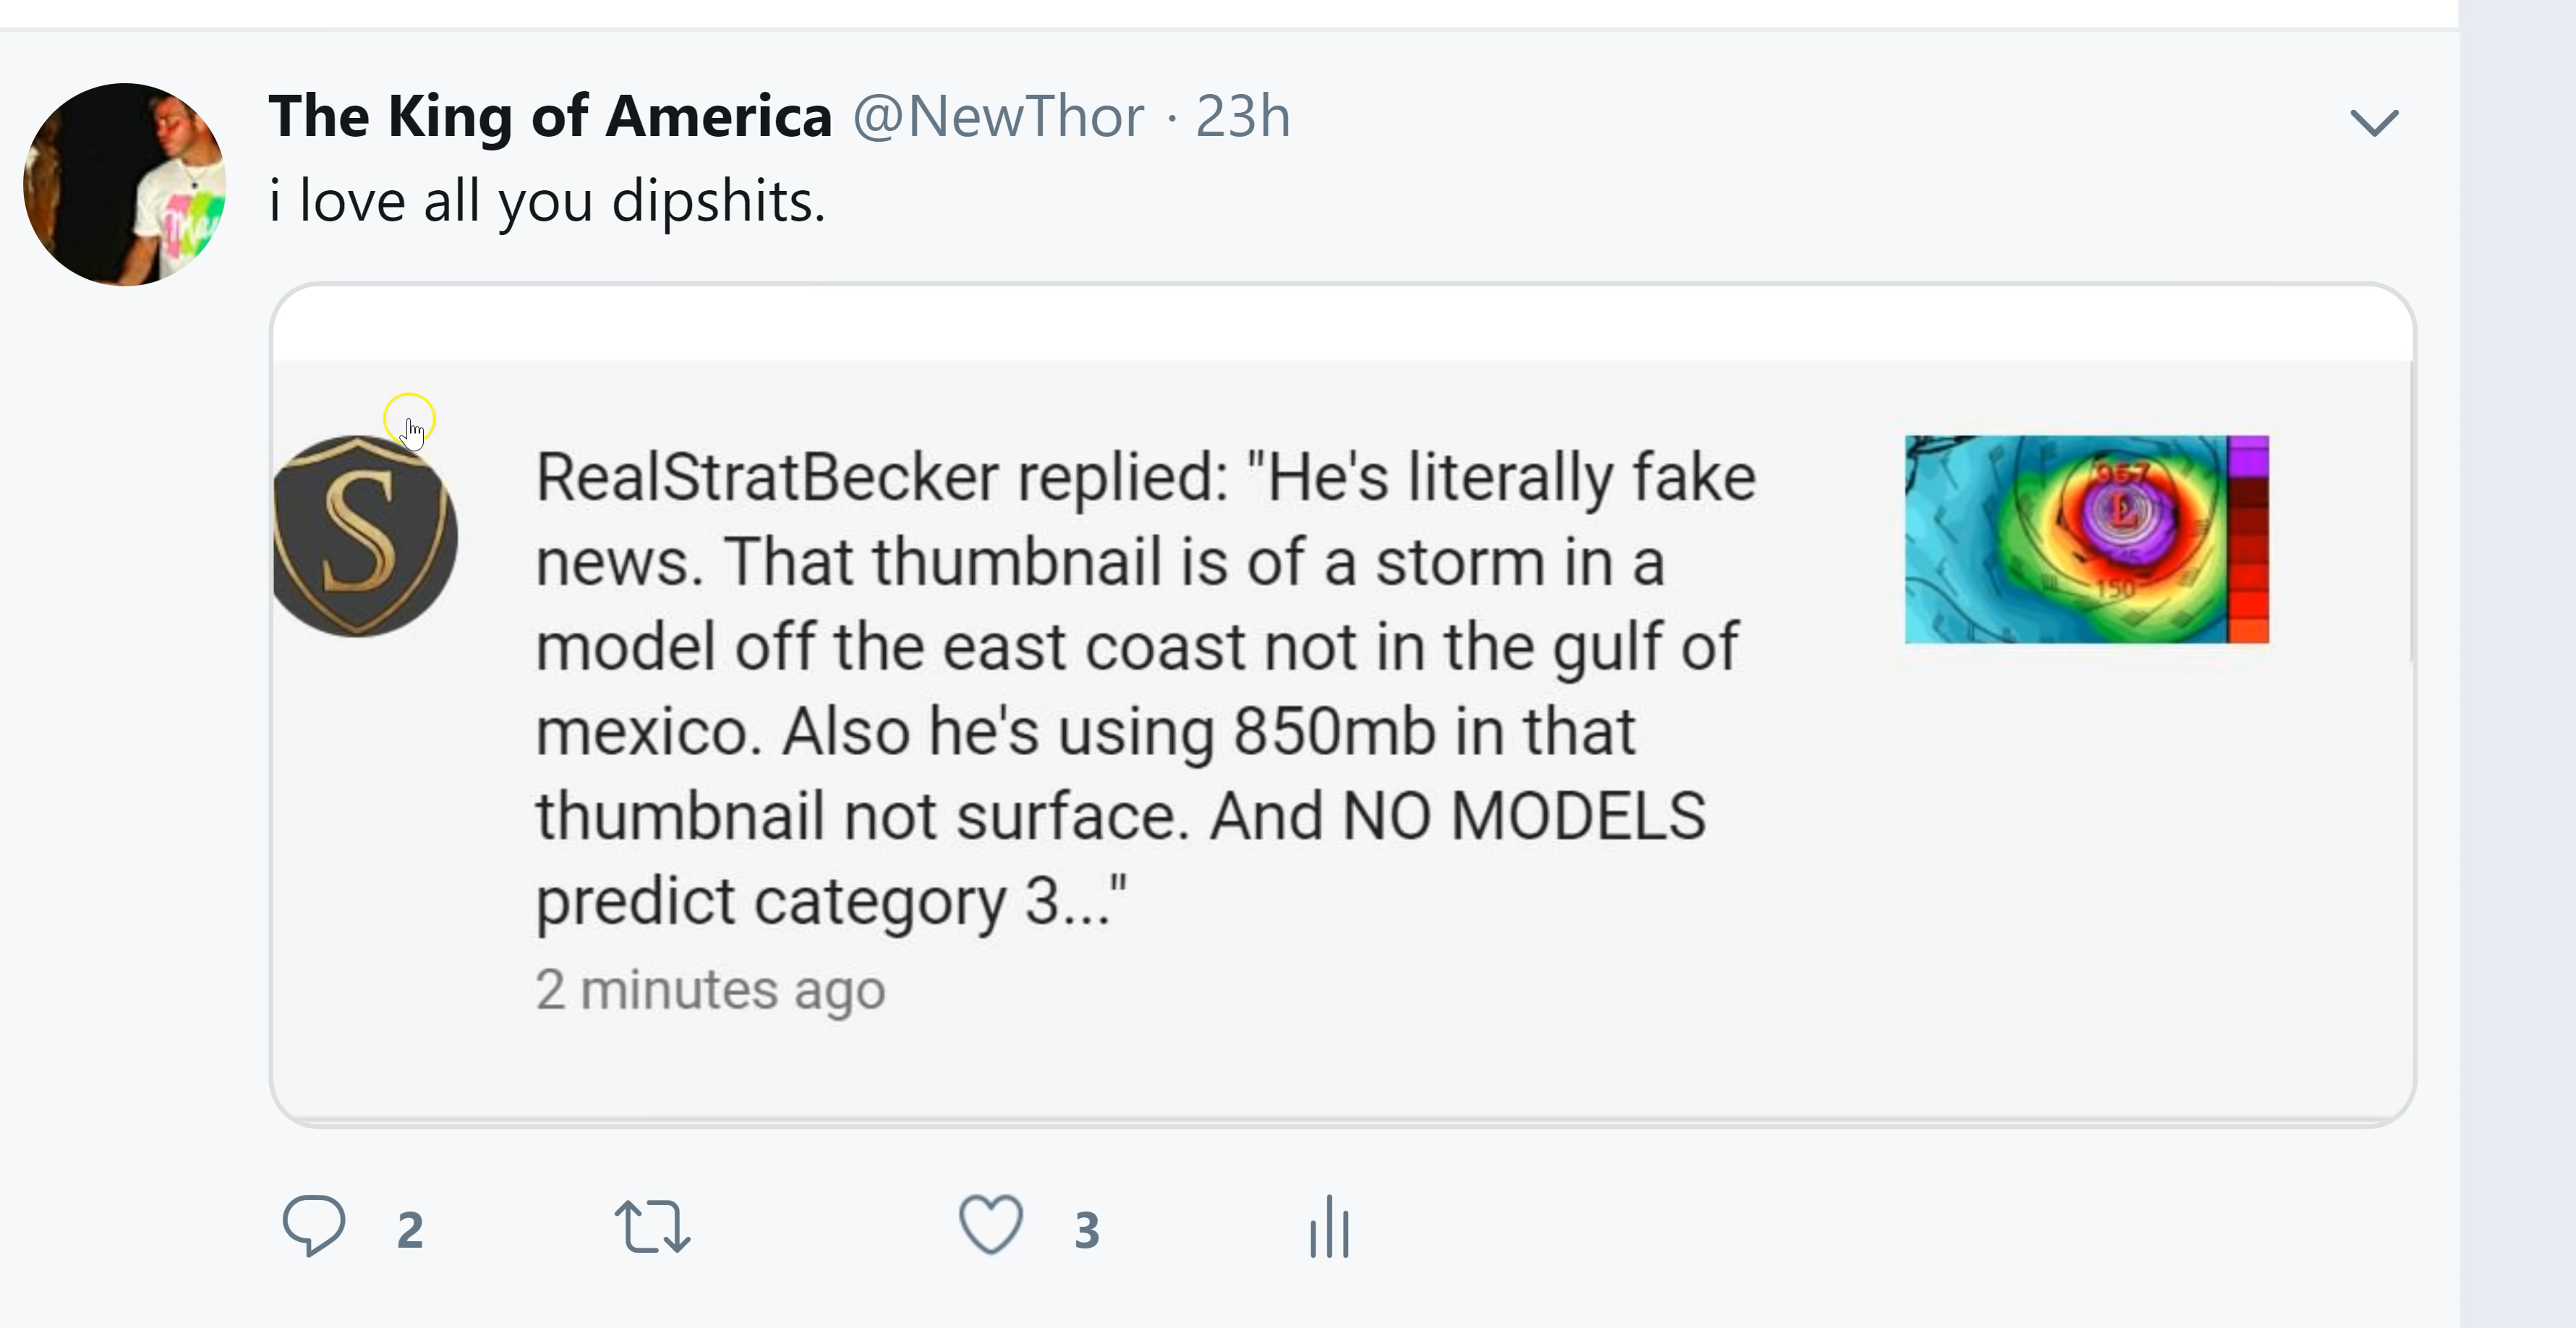 The King of America @NewThor · 23h
i love all you dipshits.
S
RealStratBecker replied: "He's literally fake
news. That thumbnail is of a storm in a
model off the east coast not in the gulf of
mexico. Also he's using 850mb in that
thumbnail not surface. And NO MODELS
predict category 3..."
2 minutes ago
957
L
150
2
3